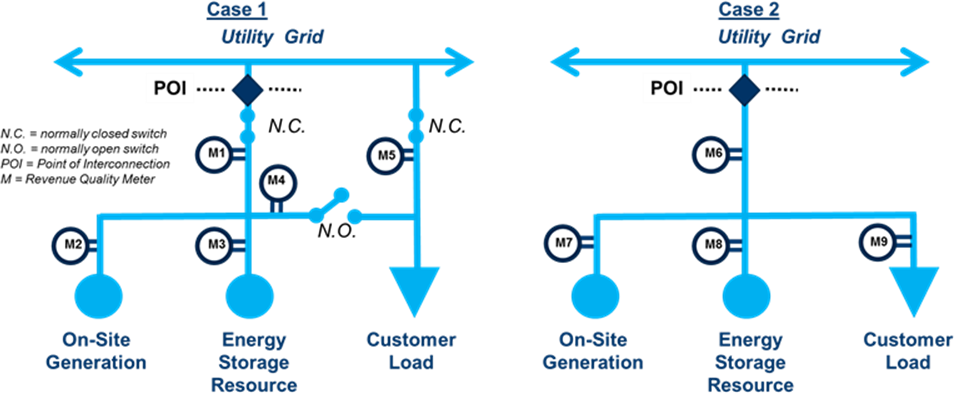 Case 1
Utility Grid
POI
N.C.
N.C.
N.C. = normally closed switch
N.O. = normally open switch
POI = Point of Interconnection
M = Revenue Quality Meter
M1
M5
M4
N.O.
M2
M3
On-Site
Generation
Energy
Storage
Resource
Customer
Load
Case 2
Utility Grid
POI
M6
M7
M8
M9
On-Site
Generation
Energy
Storage
Resource
Customer
Load